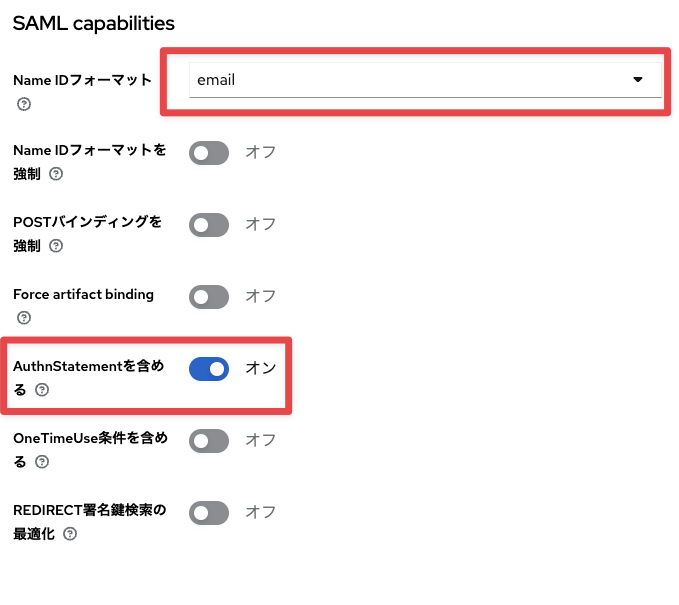 SAML capabilities
Name IDフォーマット
email
Name IDフォーマットを
強制
オフ
POSTバインディングを
強制
オフ
Force artifact binding
オフ
AuthnStatementを含め
る
オン
OneTimeUse条件を含め
る
オフ
REDIRECT署名鍵検索の
最適化
オフ